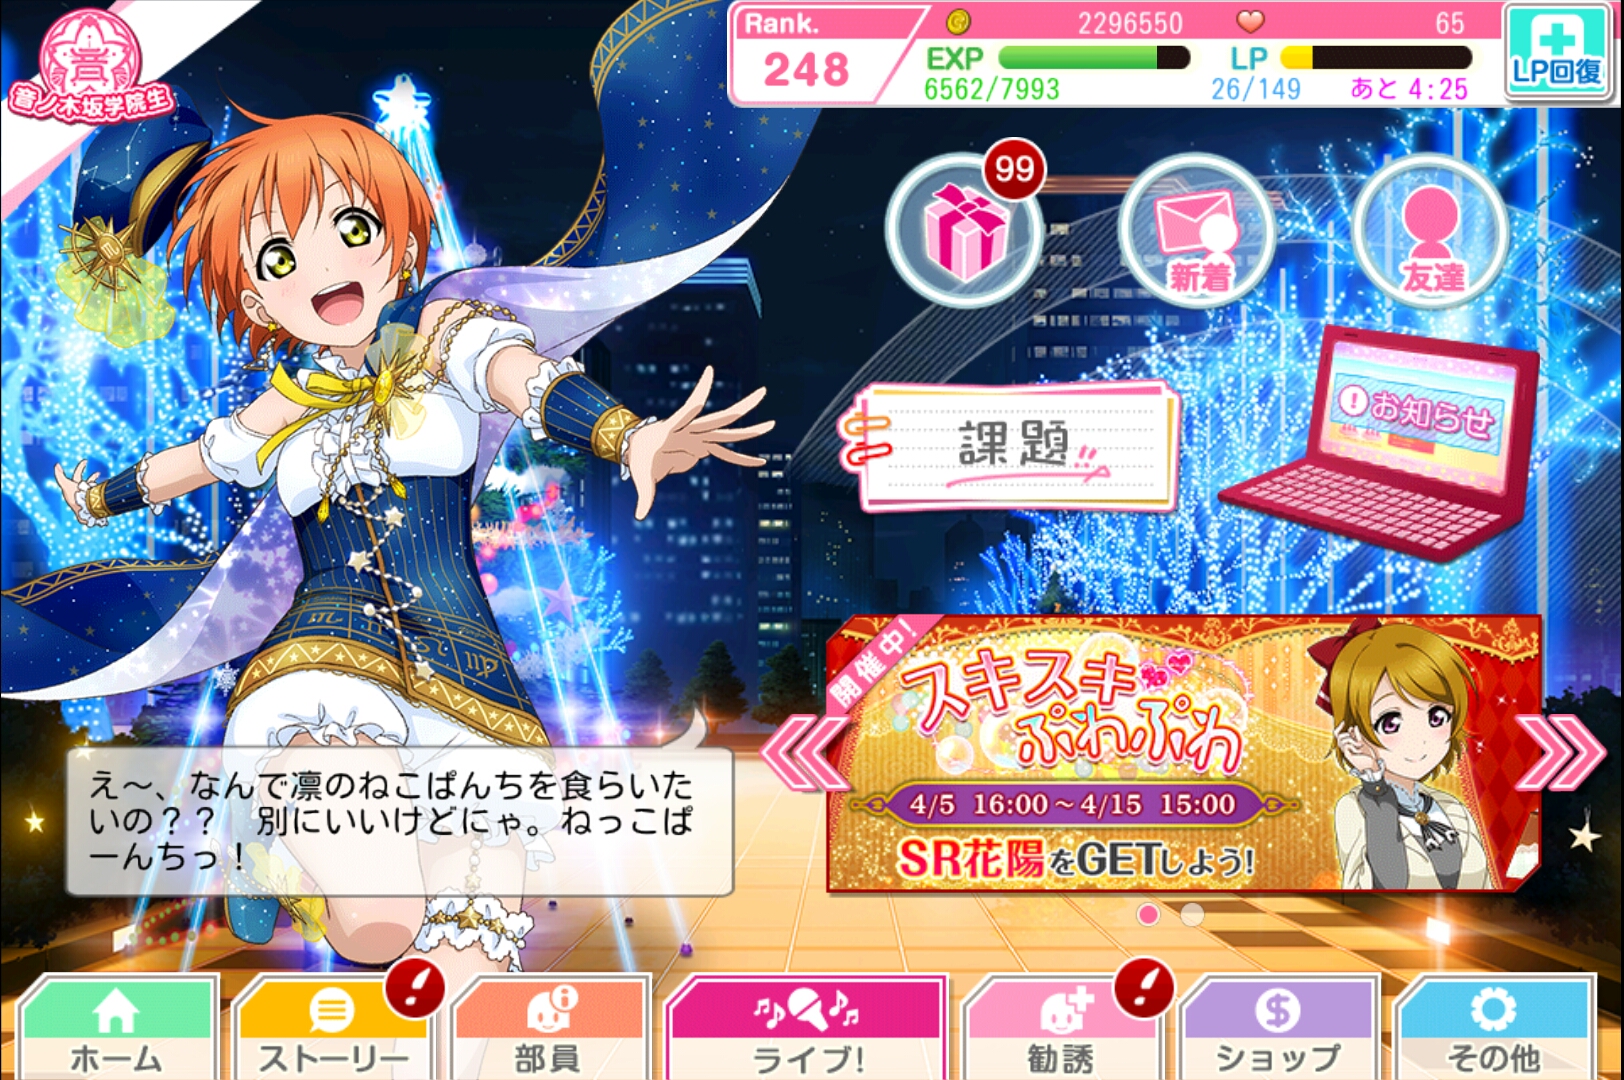 音ノ木坂学院生
Rank.
248
2296550
65
EXP
6562/7993
LP
26/149
あと 4:25
LP回復
99
新着
友達
課題!!
!お知らせ
開催中!
スキスキ
ぷわぷわ
4/5 16:00～4/15 15:00
SR花陽をGETしよう!
え～、なんで凛のねこぱんちを食らいた
いの？？　別にいいけどにゃ。ねっこぱ
ーんちっ！
ホーム
ストーリー
部員
ライブ!
勧誘
ショップ
その他